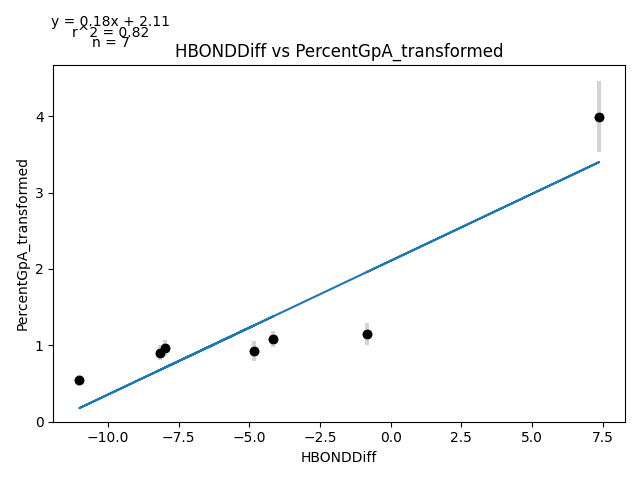 y = 0.18x + 2.11
r^2 = 0.82
n = 7
HBONDDiff vs PercentGpA_transformed
PercentGpA_transformed
4
3
2
1
0
−10.0 −7.5 −5.0 −2.5 0.0 2.5 5.0 7.5
HBONDDiff